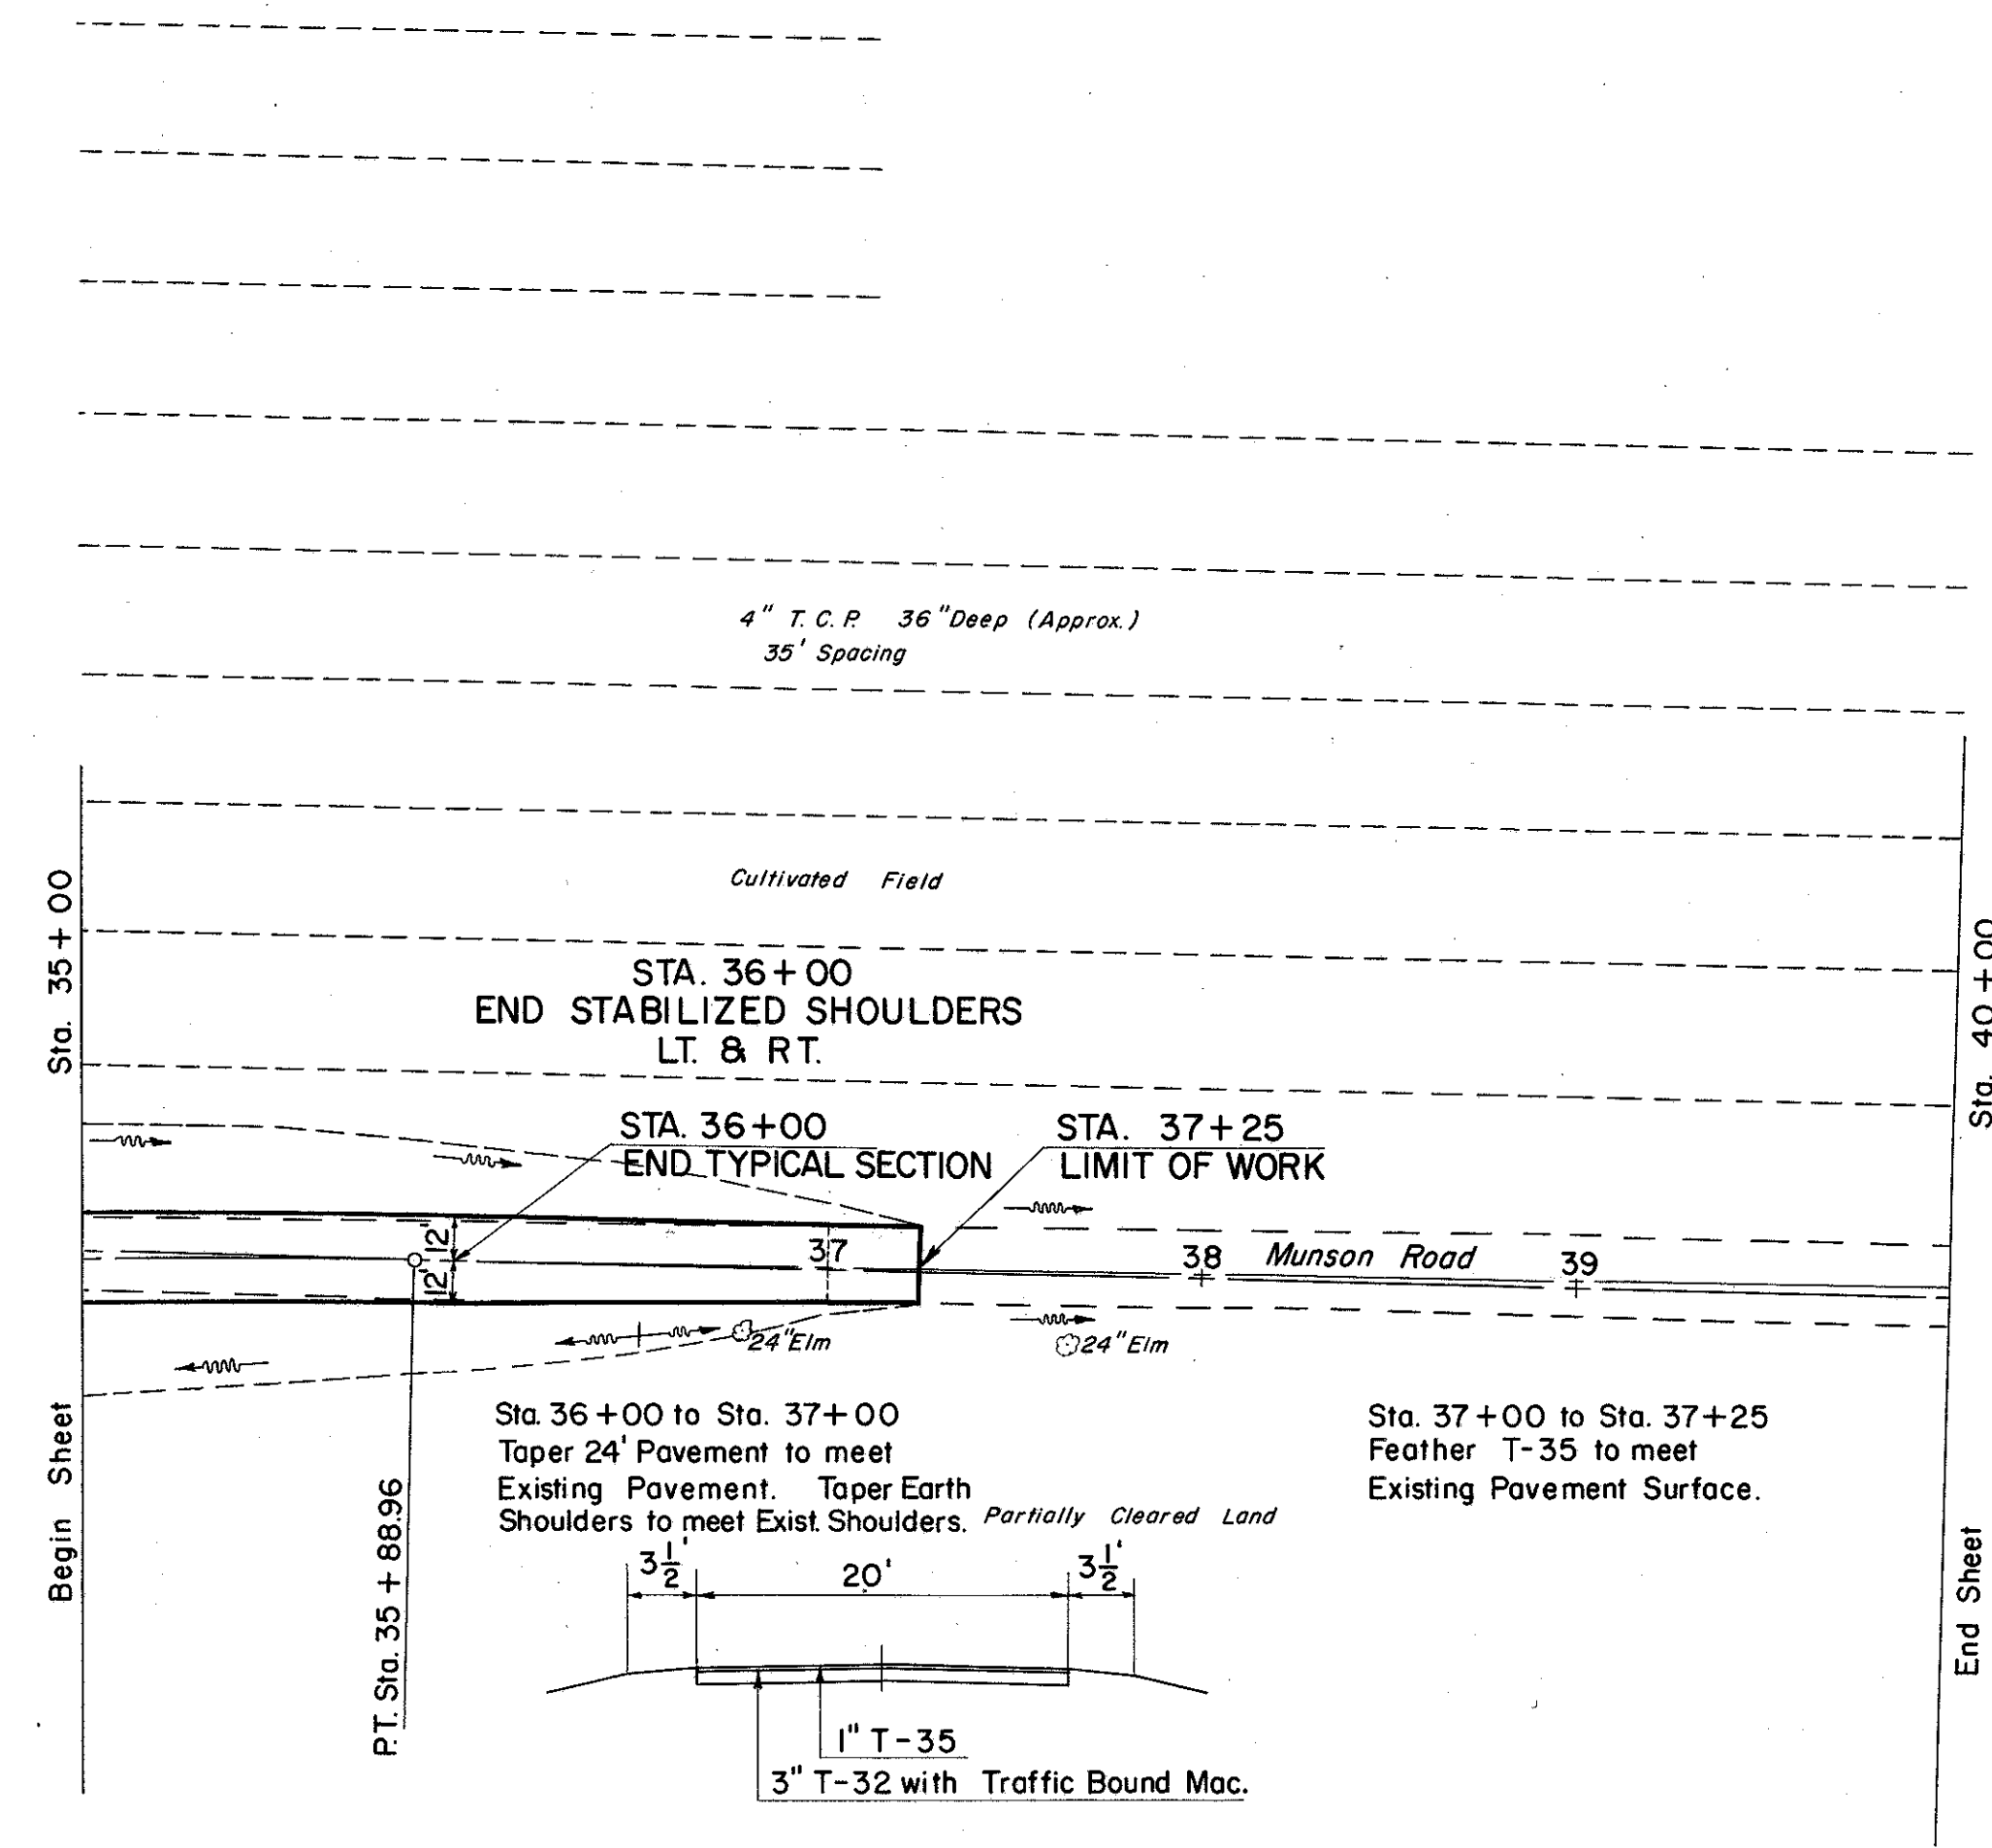 4" T.C.P. 36" Deep (Approx.)
35' Spacing
Cultivated Field
Sta. 35+00
Sta. 40+00
STA. 36+00
END STABILIZED SHOULDERS
LT. & RT.
STA. 36+00
END TYPICAL SECTION
STA. 37+25
LIMIT OF WORK
12'
12'
37
38
Munson Road
39
24" Elm
24" Elm
Begin Sheet
P.T. Sta. 35+88.96
Sta. 36+00 to Sta. 37+00
Taper 24' Pavement to meet
Existing Pavement. Taper Earth
Shoulders to meet Exist. Shoulders.
Partially Cleared Land
Sta. 37+00 to Sta. 37+25
Feather T-35 to meet
Existing Pavement Surface.
End Sheet
3 1/2'
20'
3 1/2'
1" T-35
3" T-32 with Traffic Bound Mac.